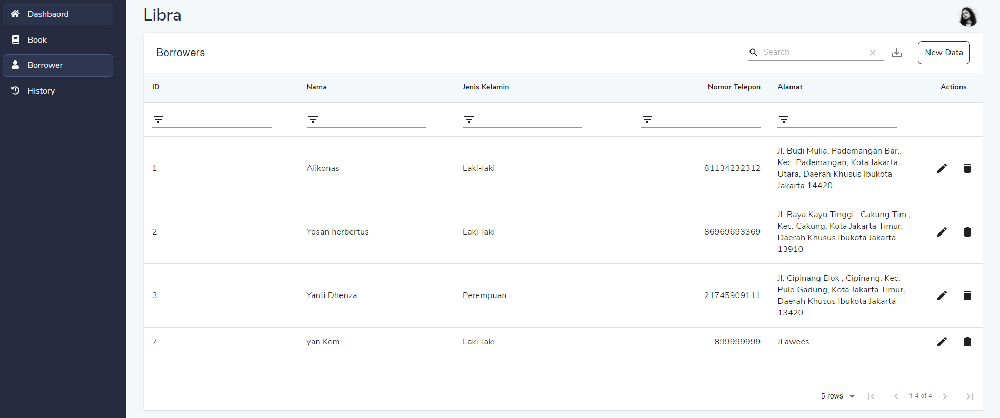 Dashbaord
Book
Borrower
History
Libra
Borrowers
Search
New Data
ID Nama Jenis Kelamin Nomor Telepon Alamat Actions
1 Alikonas Laki-laki 81134232312
Jl. Budi Mulia, Pademangan Bar.,
Kec. Pademangan, Kota Jakarta
Utara, Daerah Khusus Ibukota
Jakarta 14420
2 Yosan herbertus Laki-laki 86969693369
Jl. Raya Kayu Tinggi , Cakung Tim.,
Kec. Cakung, Kota Jakarta Timur,
Daerah Khusus Ibukota Jakarta
13910
3 Yanti Dhenza Perempuan 21745909111
Jl. Cipinang Elok , Cipinang, Kec.
Pulo Gadung, Kota Jakarta Timur,
Daerah Khusus Ibukota Jakarta
13420
7 yan Kem Laki-laki 899999999 Jl.awees
5 rows 1-4 of 4